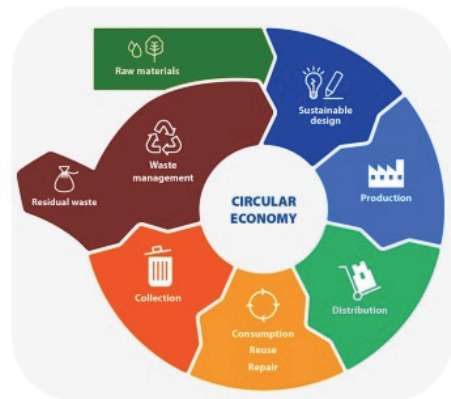 Raw materials
Sustainable
design
Production
Distribution
Consumption
Reuse
Repair
Collection
Waste
management
Residual waste
CIRCULAR
ECONOMY